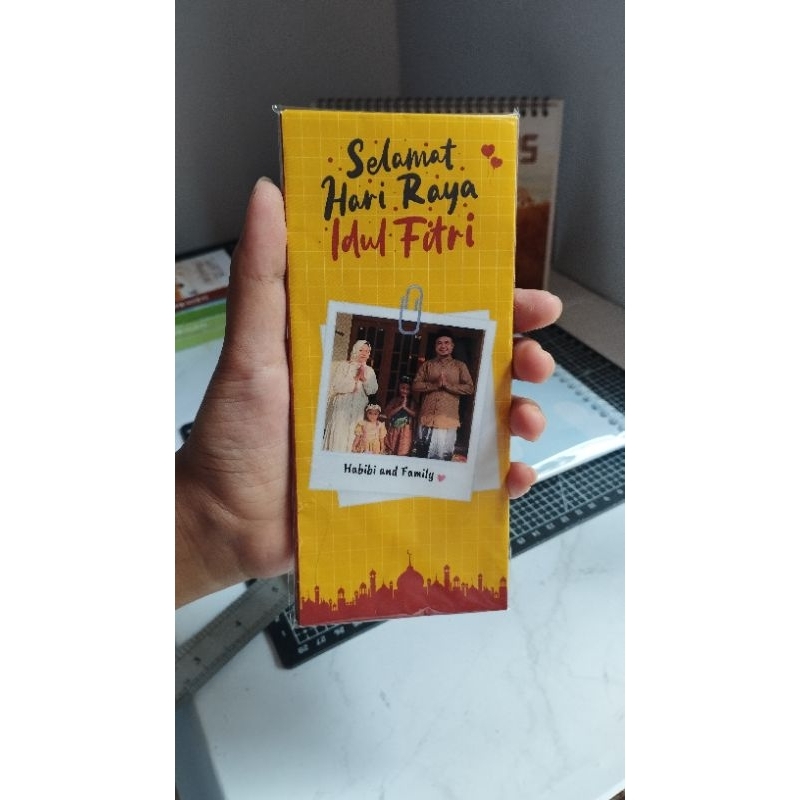 Selamat
Hari Raya
Idul Fitri
Habibi and Family